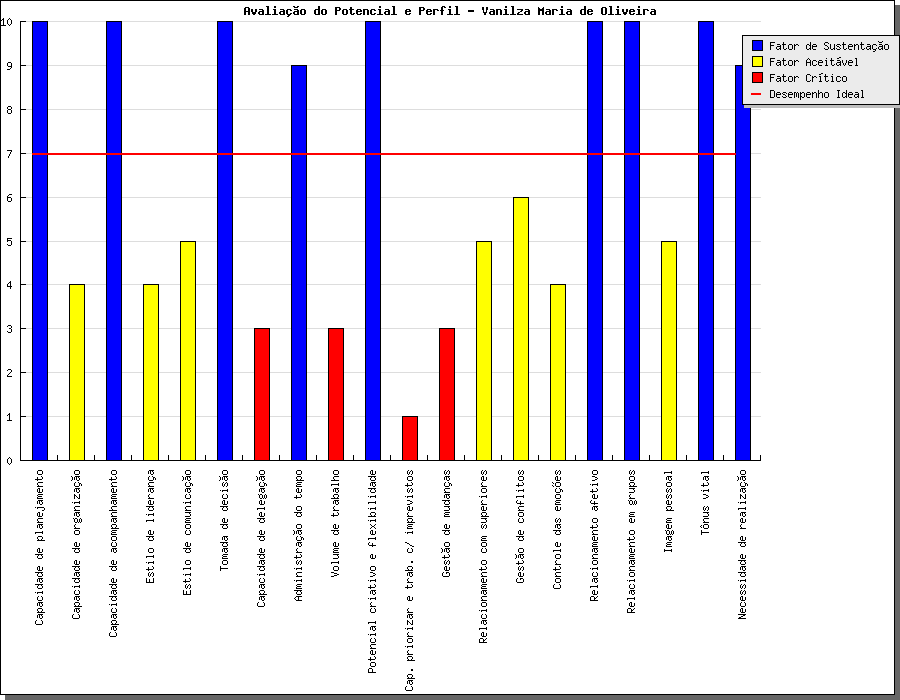 Avaliação do Potencial e Perfil - Vanilza Maria de Oliveira
Fator de Sustentação
Fator Aceitável
Fator Crítico
Desempenho Ideal
10
9
8
7
6
5
4
3
2
1
0
Capacidade de planejamento
Capacidade de organização
Capacidade de acompanhamento
Estilo de liderança
Estilo de comunicação
Tomada de decisão
Capacidade de delegação
Administração do tempo
Volume de trabalho
Potencial criativo e flexibilidade
Cap. priorizar e trab. c/ imprevistos
Gestão de mudanças
Relacionamento com superiores
Gestão de conflitos
Controle das emoções
Relacionamento afetivo
Relacionamento em grupos
Imagem pessoal
Tônus vital
Necessidade de realização